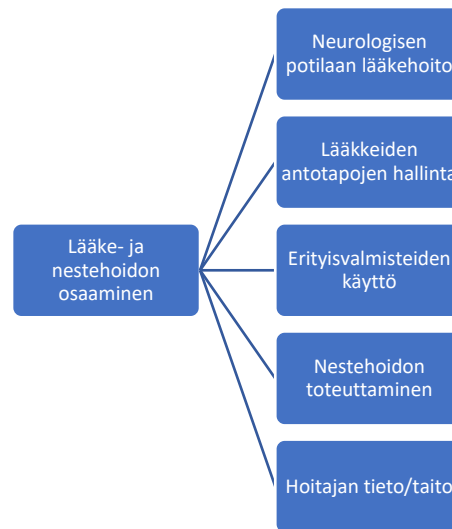 Neurologisen
potilaan lääkehoito
Lääkkeiden
antotapojen hallinta
Lääke- ja
nestehoidon
osaaminen
Erityisvalmisteiden
käyttö
Nestehoidon
toteuttaminen
Hoitajan tieto/taito